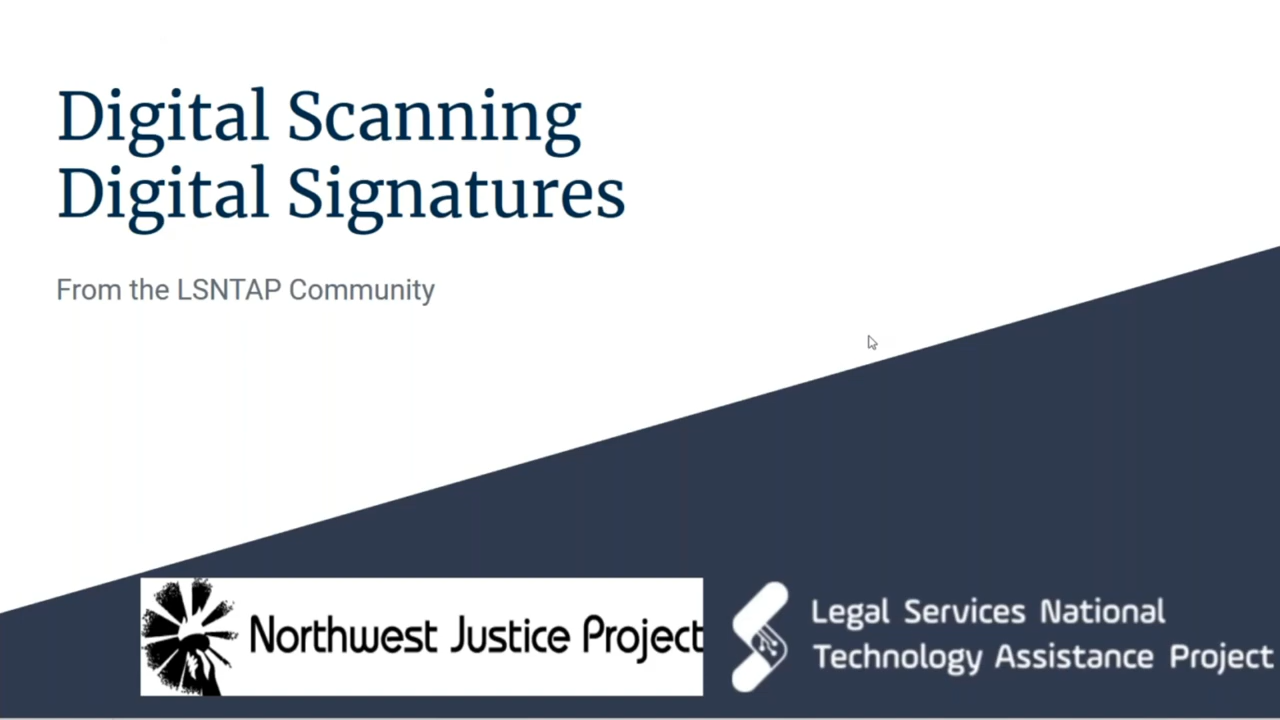 Digital Scanning
Digital Signatures
From the LSNTAP Community
Northwest Justice Project
Legal Services National
Technology Assistance Project